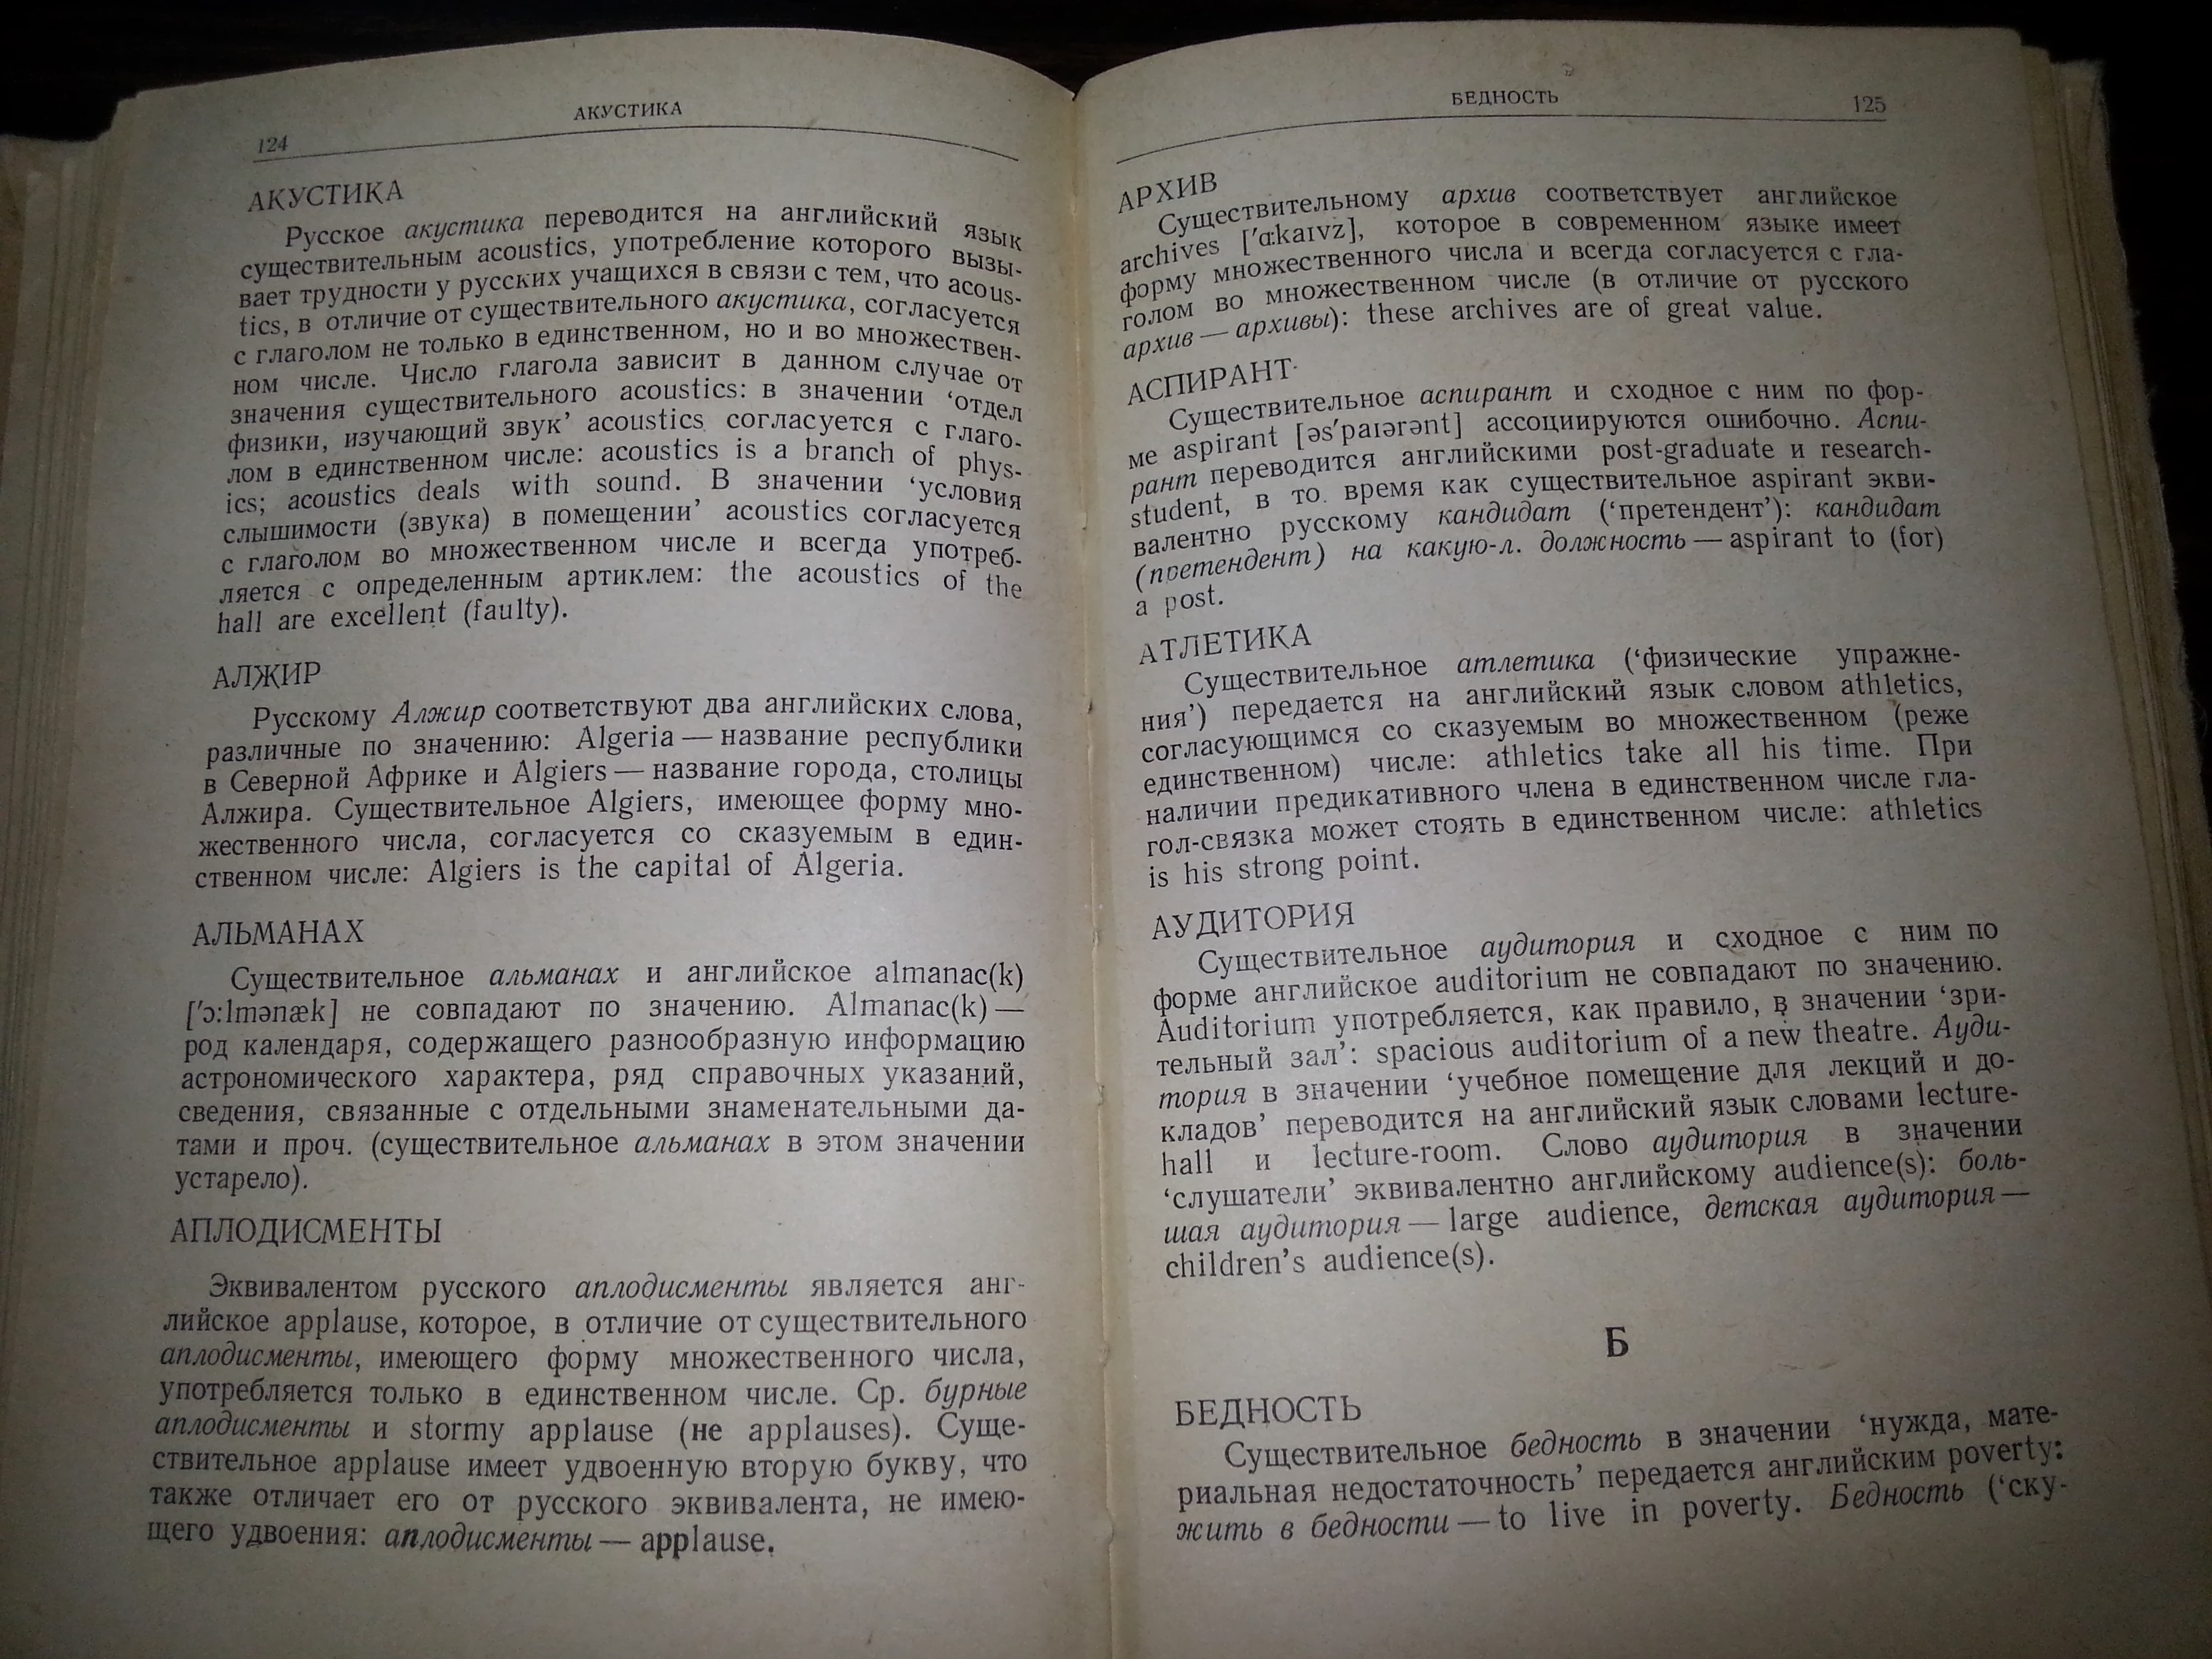 124
АКУСТИКА
АКУСТИКА
Русское акустика переводится на английский язык
существительным acoustics, употребление которого вызы-
вает трудности у русских учащихся в связи с тем, что acous-
tics, в отличие от существительного акустика, согласуется
с глаголом не только в единственном, но и во множествен-
ном числе. Число глагола зависит в данном случае от
значения существительного acoustics: в значении ‘отдел
физики, изучающий звук’ acoustics согласуется с глаго-
лом в единственном числе: acoustics is a branch of phys-
ics; acoustics deals with sound. В значении ‘условия
слышимости (звука) в помещении’ acoustics согласуется
с глаголом во множественном числе и всегда употреб-
ляется с определенным артиклем: the acoustics of the
hall are excellent (faulty).
АЛЖИР
Русскому Алжир соответствуют два английских слова,
различные по значению: Algeria — название республики
в Северной Африке и Algiers — название города, столицы
Алжира. Существительное Algiers, имеющее форму мно-
жественного числа, согласуется со сказуемым в един-
ственном числе: Algiers is the capital of Algeria.
АЛЬМАНАХ
Существительное альманах и английское almanac(k)
[′ɔ:lmənæk] не совпадают по значению. Almanac(k) —
род календаря, содержащего разнообразную информацию
астрономического характера, ряд справочных указаний,
сведения, связанные с отдельными знаменательными да-
тами и проч. (существительное альманах в этом значении
устарело).
АПЛОДИСМЕНТЫ
Эквивалентом русского аплодисменты является анг-
лийское applause, которое, в отличие от существительного
аплодисменты, имеющего форму множественного числа,
употребляется только в единственном числе. Ср. бурные
аплодисменты и stormy applause (не applauses). Суще-
ствительное applause имеет удвоенную вторую букву, что
также отличает его от русского эквивалента, не имею-
щего удвоения: аплодисменты — applause.
БЕДНОСТЬ
125
АРХИВ
Существительному архив соответствует английское
archives [′ɑ:kaɪvz], которое в современном языке имеет
форму множественного числа и всегда согласуется с гла-
голом во множественном числе (в отличие от русского
архив — архивы): these archives are of great value.
АСПИРАНТ
Существительное аспирант и сходное с ним по фор-
ме aspirant [əs′paɪərənt] ассоциируются ошибочно. Аспи-
рант переводится английскими post-graduate и research-
student, в то время как существительное aspirant экви-
валентно русскому кандидат (‘претендент’): кандидат
(претендент) на какую-л. должность — aspirant to (for)
a post.
АТЛЕТИКА
Существительное атлетика (‘физические упражне-
ния’) передается на английский язык словом athletics,
согласующимся со сказуемым во множественном (реже
единственном) числе: athletics take all his time. При
наличии предикативного члена в единственном числе гла-
гол-связка может стоять в единственном числе: athletics
is his strong point.
АУДИТОРИЯ
Существительное аудитория и сходное с ним по
форме английское auditorium не совпадают по значению.
Auditorium употребляется, как правило, в значении ‘зри-
тельный зал’: spacious auditorium of a new theatre. Ауди-
тория в значении ‘учебное помещение для лекций и до-
кладов’ переводится на английский язык словами lecture-
hall и lecture-room. Слово аудитория в значении
‘слушатели’ эквивалентно английскому audience(s): боль-
шая аудитория — large audience, детская аудитория —
children’s audience(s).
Б
БЕДНОСТЬ
Существительное бедность в значении ‘нужда, мате-
риальная недостаточность’ передается английским poverty:
жить в бедности — to live in poverty. Бедность (‘ску-